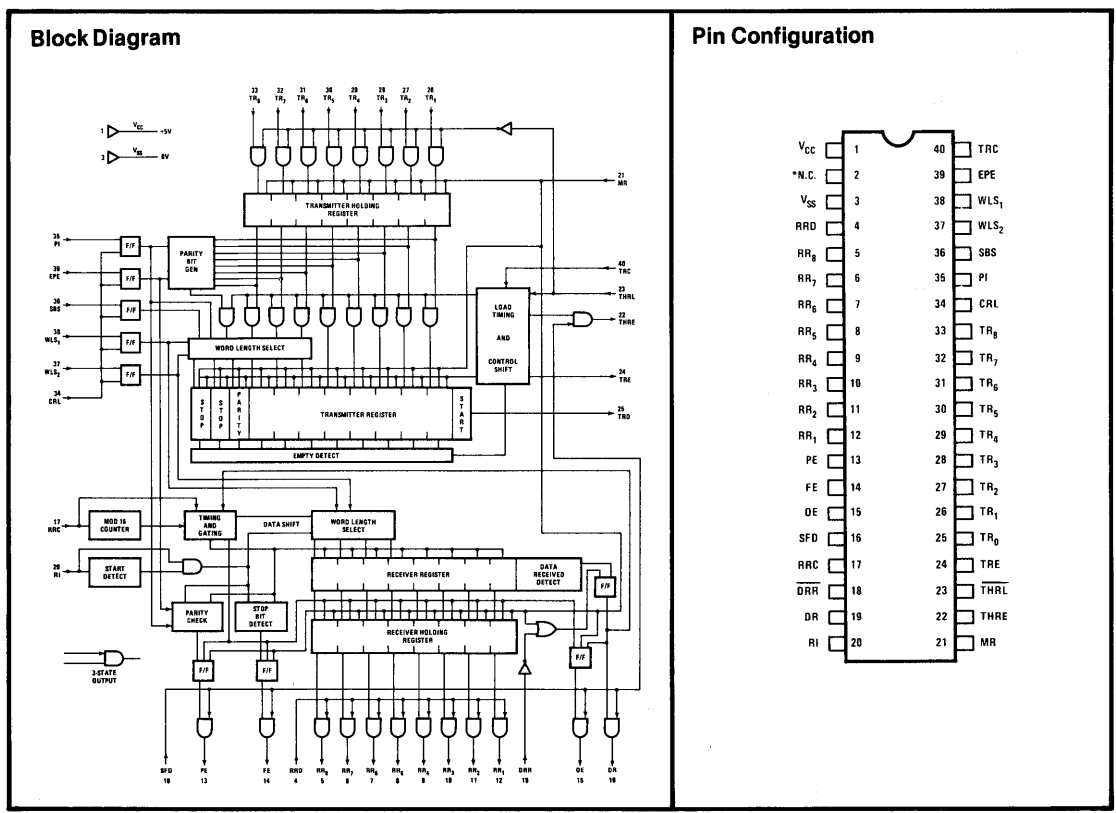 Block Diagram
33 32 31 30 29 28 27 26
TR8 TR7 TR6 TR5 TR4 TR3 TR2 TR1
1 VCC +5V
3 VSS 0V
21
MR
TRANSMITTER HOLDING
REGISTER
35
PI
F/F
PARITY
BIT
GEN
39
EPE
F/F
40
TRC
36
SBS
F/F
LOAD
TIMING
AND
CONTROL
SHIFT
23
THRL
22
THRE
38
WLS1
F/F
WORD LENGTH SELECT
37
WLS2
F/F
24
TRE
34
CRL
STOP
STOP
PARITY
TRANSMITTER REGISTER
START
25
TRO
EMPTY DETECT
17
RRC
MOD 16
COUNTER
TIMING
AND
GATING
DATA SHIFT
WORD LENGTH
SELECT
20
RI
START
DETECT
RECEIVER REGISTER
DATA
RECEIVED
DETECT
F/F
PARITY
CHECK
STOP
BIT
DETECT
RECEIVER HOLDING
REGISTER
F/F
F/F
F/F
3-STATE
OUTPUT
SFD PE FE RRD RR8 RR7 RR6 RR5 RR4 RR3 RR2 RR1 DRR OE DR
16 13 14 4 5 6 7 8 9 10 11 12 18 15 19
Pin Configuration
VCC 1 40 TRC
*N.C. 2 39 EPE
VSS 3 38 WLS1
RRD 4 37 WLS2
RR8 5 36 SBS
RR7 6 35 PI
RR6 7 34 CRL
RR5 8 33 TR8
RR4 9 32 TR7
RR3 10 31 TR6
RR2 11 30 TR5
RR1 12 29 TR4
PE 13 28 TR3
FE 14 27 TR2
OE 15 26 TR1
SFD 16 25 TR0
RRC 17 24 TRE
D̅R̅R̅ 18 23 T̅H̅R̅L̅
DR 19 22 THRE
RI 20 21 MR